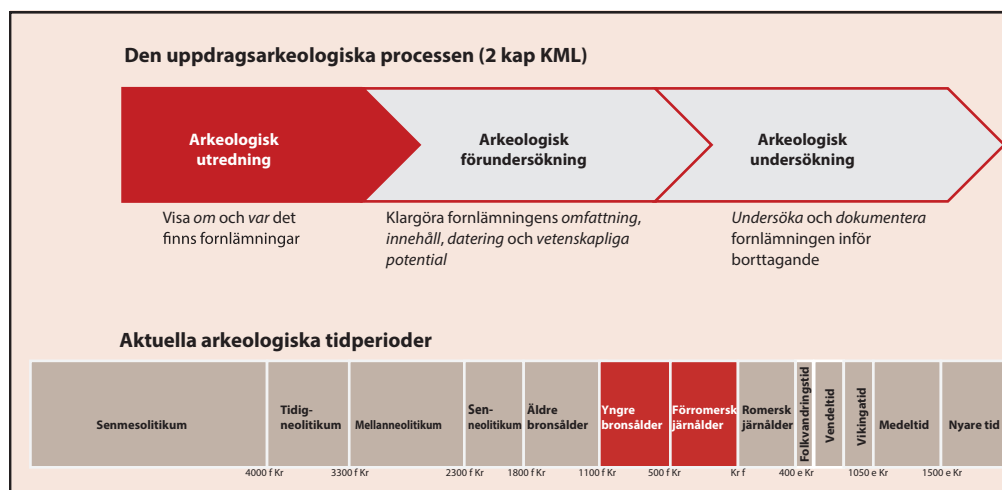 Den uppdragsarkeologiska processen (2 kap KML)
Arkeologisk
utredning
Arkeologisk
förundersökning
Arkeologisk
undersökning
Visa om och var det
finns fornlämningar
Klargöra fornlämningens omfattning,
innehåll, datering och vetenskapliga
potential
Undersöka och dokumentera
fornlämningen inför
borttagande
Aktuella arkeologiska tidperioder
Senmesolitikum
Tidig-
neolitikum
Mellanneolitikum
Sen-
neolitikum
Äldre
bronsålder
Yngre
bronsålder
Förromersk
järnålder
Romersk
järnålder
Folkvandringstid
Vendeltid
Vikingatid
Medeltid
Nyare tid
4000 f Kr
3300 f Kr
2300 f Kr
1800 f Kr
1100 f Kr
500 f Kr
Kr f
400 e Kr
1050 e Kr
1500 e Kr